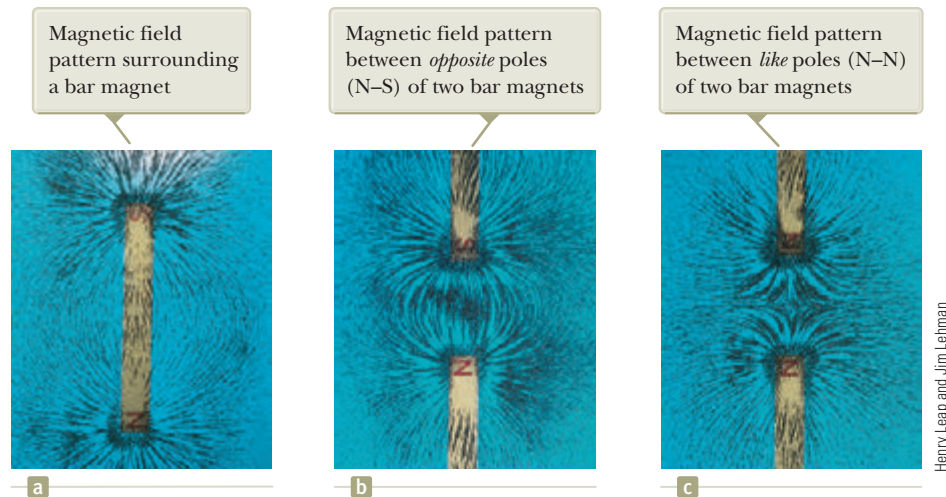 Magnetic field
pattern surrounding
a bar magnet
Magnetic field pattern
between opposite poles
(N–S) of two bar magnets
Magnetic field pattern
between like poles (N–N)
of two bar magnets
S
N
S
N
N
N
a
b
c
Henry Leap and Jim Lehman